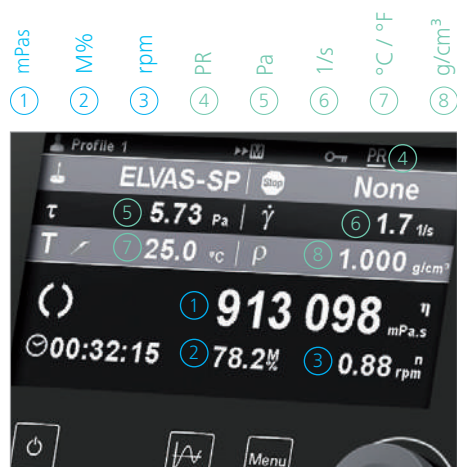 mPas M% rpm PR Pa 1/s °C / °F g/cm³
1 2 3 4 5 6 7 8
Profile 1 ▸▸M PR 4
ELVAS-SP | Stop None
τ 5 5.73 Pa | γ̇ 6 1.7 1/s
T 7 25.0 °C | ρ 8 1.000 g/cm³
1 913 098 mPa.s η
00:32:15 2 78.2 M% 3 0.88 rpm n
Menu